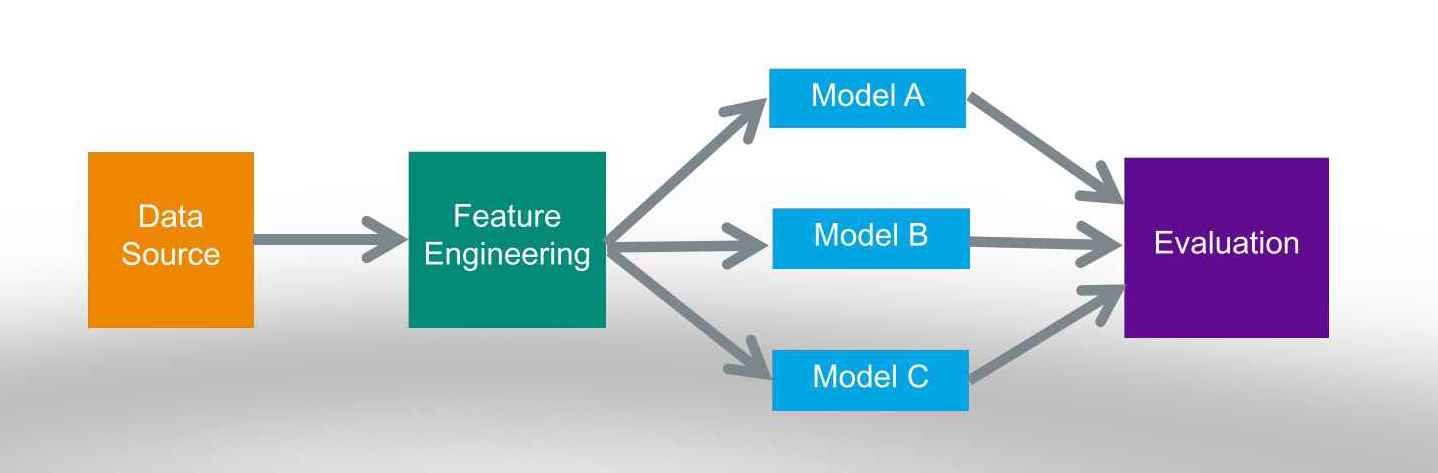 Data
Source
Feature
Engineering
Model A
Model B
Model C
Evaluation